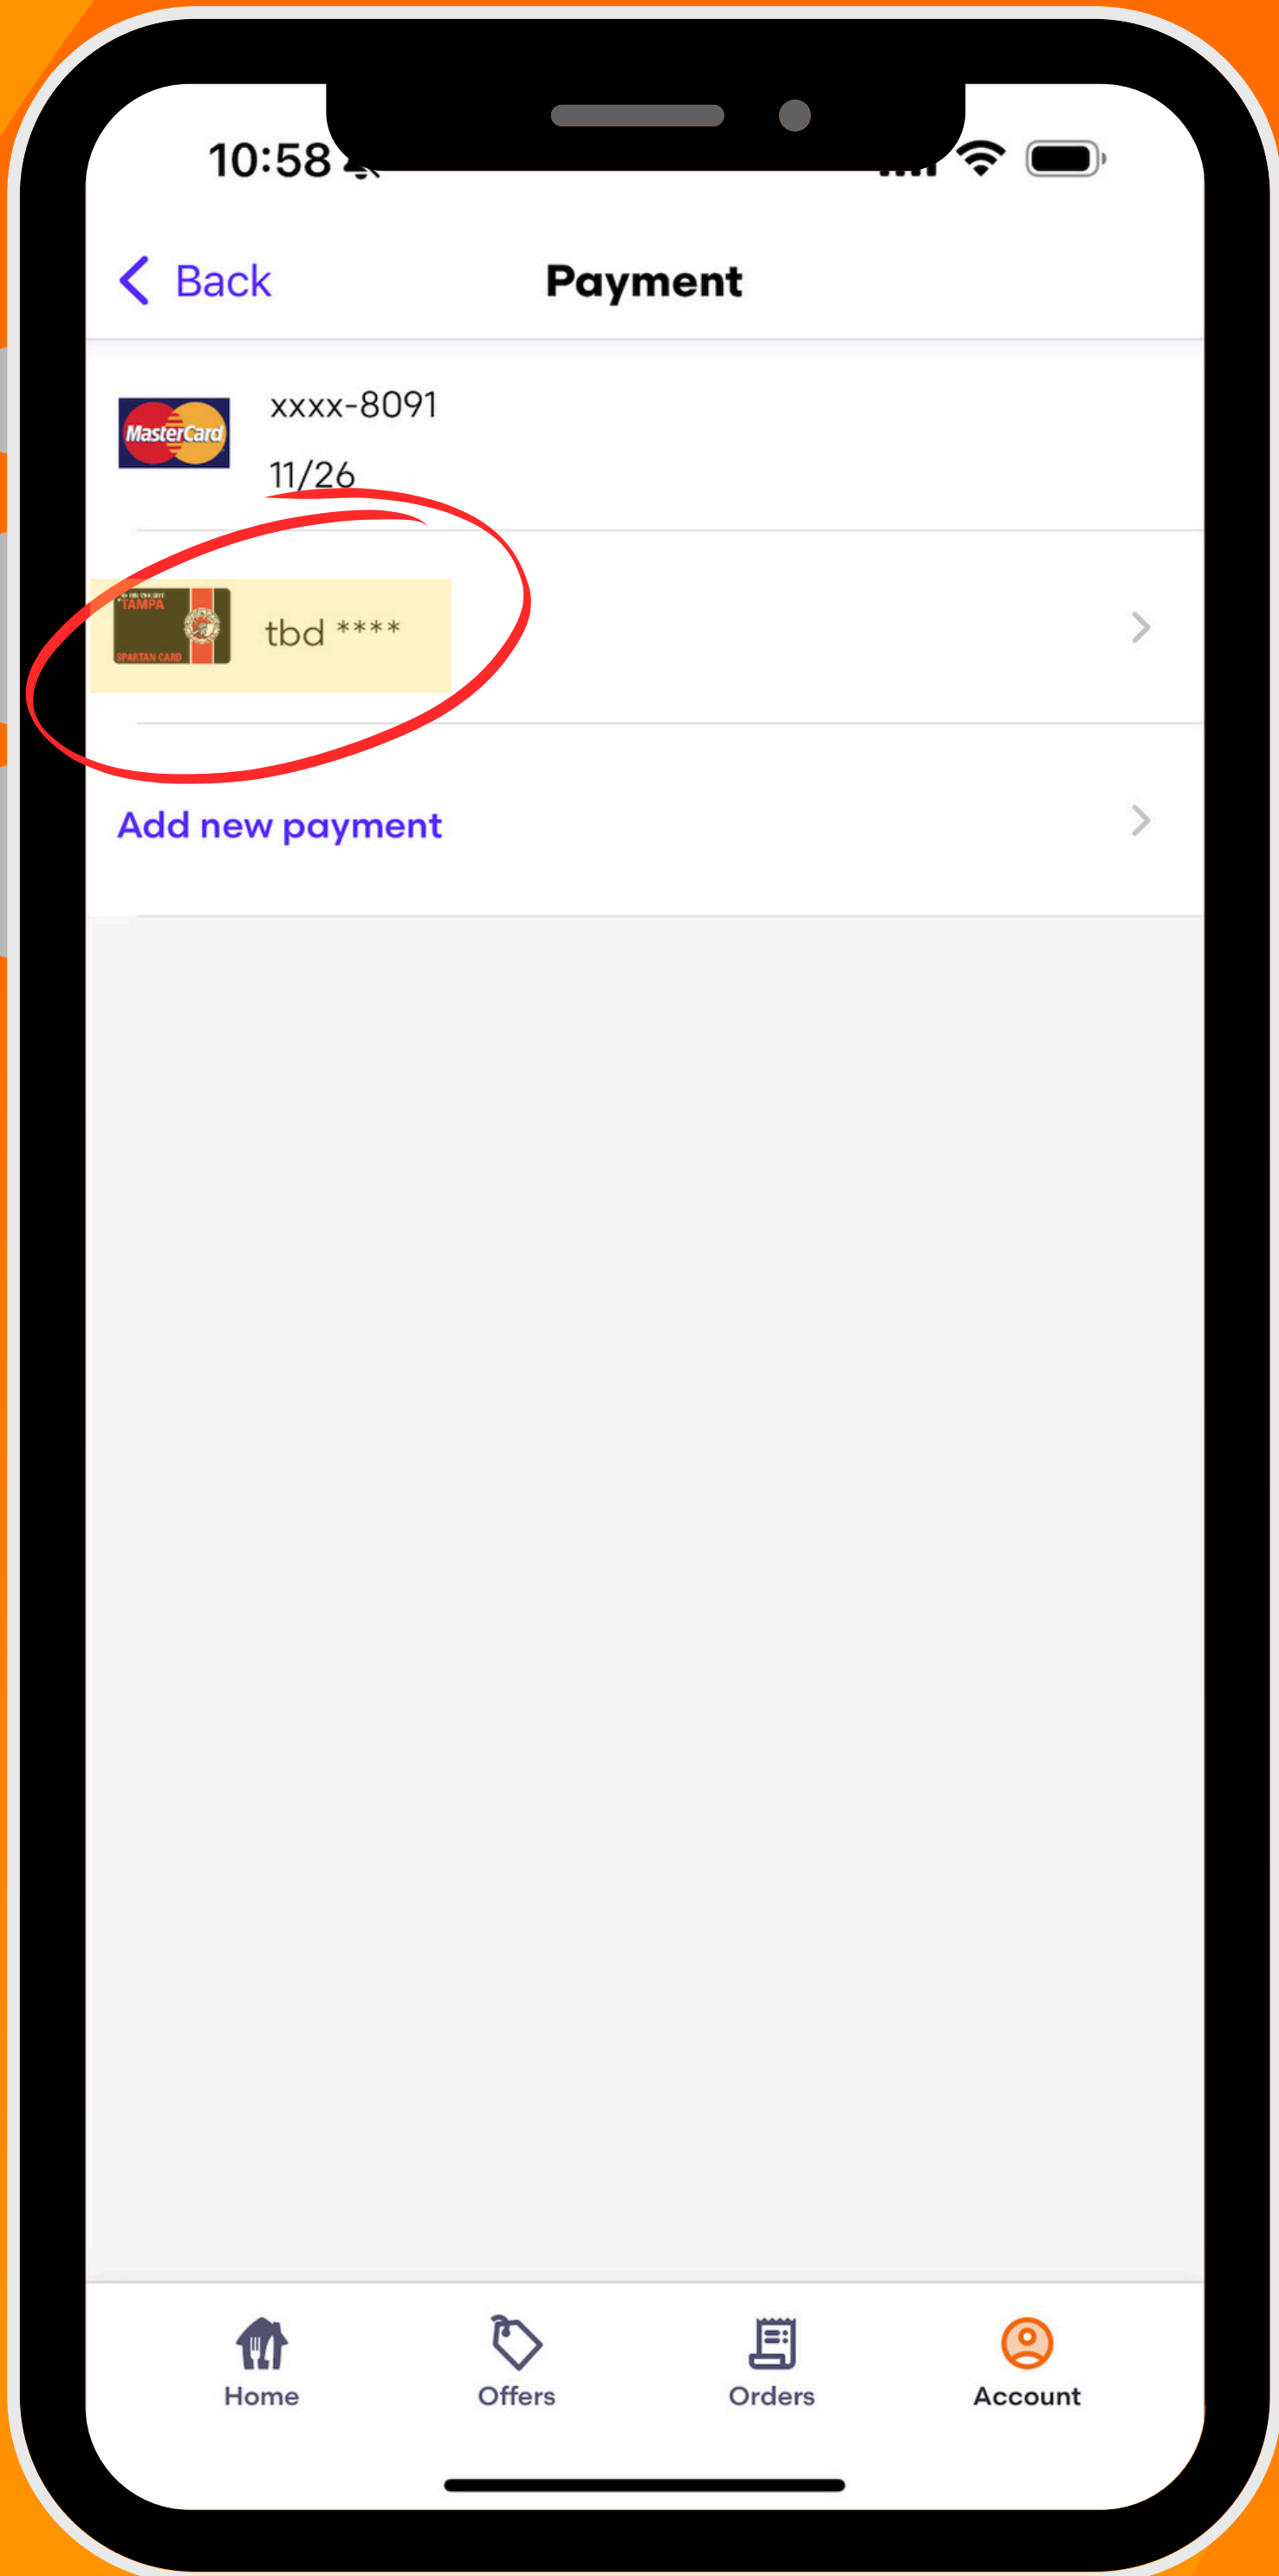 10:58
Back
Payment
MasterCard
xxxx-8091
11/26
TAMPA
SPARTAN CARD
tbd ****
Add new payment
Home
Offers
Orders
Account